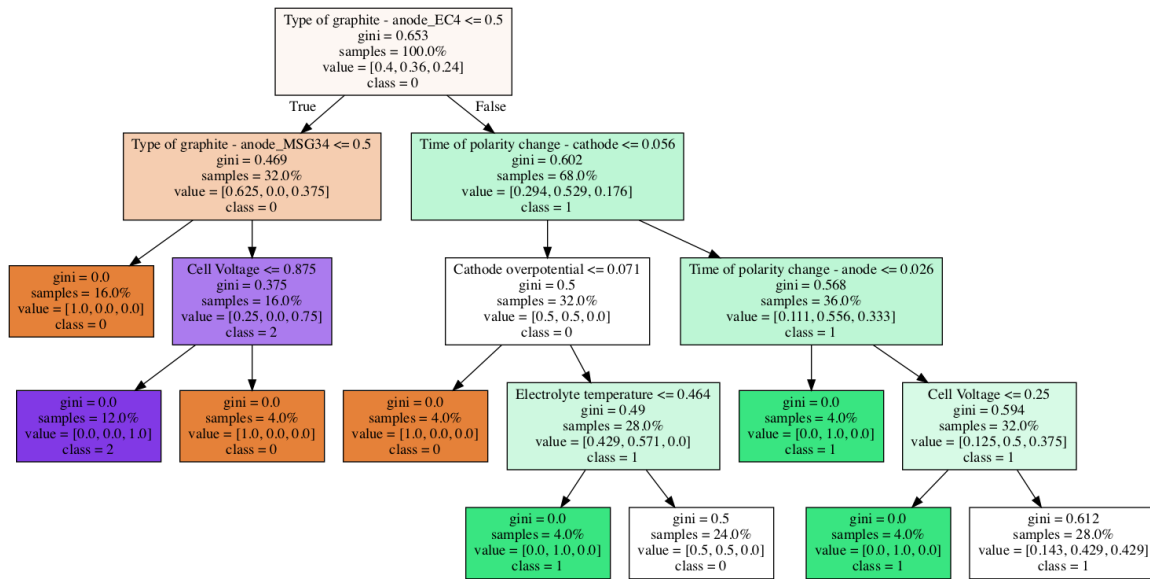 Type of graphite - anode_EC4 <= 0.5
gini = 0.653
samples = 100.0%
value = [0.4, 0.36, 0.24]
class = 0
True
False
Type of graphite - anode_MSG34 <= 0.5
gini = 0.469
samples = 32.0%
value = [0.625, 0.0, 0.375]
class = 0
Time of polarity change - cathode <= 0.056
gini = 0.602
samples = 68.0%
value = [0.294, 0.529, 0.176]
class = 1
gini = 0.0
samples = 16.0%
value = [1.0, 0.0, 0.0]
class = 0
Cell Voltage <= 0.875
gini = 0.375
samples = 16.0%
value = [0.25, 0.0, 0.75]
class = 2
Cathode overpotential <= 0.071
gini = 0.5
samples = 32.0%
value = [0.5, 0.5, 0.0]
class = 0
Time of polarity change - anode <= 0.026
gini = 0.568
samples = 36.0%
value = [0.111, 0.556, 0.333]
class = 1
gini = 0.0
samples = 12.0%
value = [0.0, 0.0, 1.0]
class = 2
gini = 0.0
samples = 4.0%
value = [1.0, 0.0, 0.0]
class = 0
gini = 0.0
samples = 4.0%
value = [1.0, 0.0, 0.0]
class = 0
Electrolyte temperature <= 0.464
gini = 0.49
samples = 28.0%
value = [0.429, 0.571, 0.0]
class = 1
gini = 0.0
samples = 4.0%
value = [0.0, 1.0, 0.0]
class = 1
Cell Voltage <= 0.25
gini = 0.594
samples = 32.0%
value = [0.125, 0.5, 0.375]
class = 1
gini = 0.0
samples = 4.0%
value = [0.0, 1.0, 0.0]
class = 1
gini = 0.5
samples = 24.0%
value = [0.5, 0.5, 0.0]
class = 0
gini = 0.0
samples = 4.0%
value = [0.0, 1.0, 0.0]
class = 1
gini = 0.612
samples = 28.0%
value = [0.143, 0.429, 0.429]
class = 1